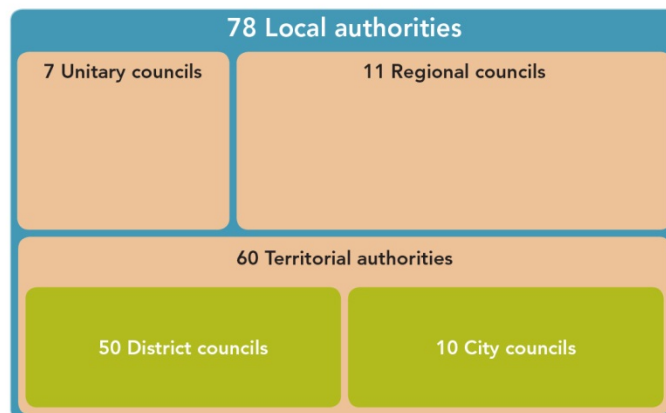 78 Local authorities
7 Unitary councils
11 Regional councils
60 Territorial authorities
50 District councils
10 City councils